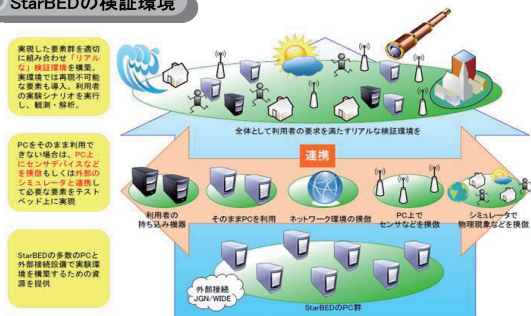 StarBEDの検証環境
実現した要素群を適切
に組み合わせ「リアル
な」検証環境を構築。
実環境では再現不可能
な要素も導入。利用者
の実験シナリオを実行
し、観測・解析。
全体として利用者の要求を満たすリアルな検証環境を
連携
PCをそのまま利用で
きない場合は、PC上
にセンサデバイスなど
を模倣もしくは外部の
シミュレータと連携し
て必要な要素をテスト
ベッド上に実現
利用者の
持ち込み機器
そのままPCを利用
ネットワーク環境の模倣
PC上で
センサなどを模倣
シミュレータで
物理現象などを模倣
StarBEDの多数のPCと
外部接続設備で実験環
境を構築するための資
源を提供
外部接続
JGN/WIDE
StarBEDのPC群